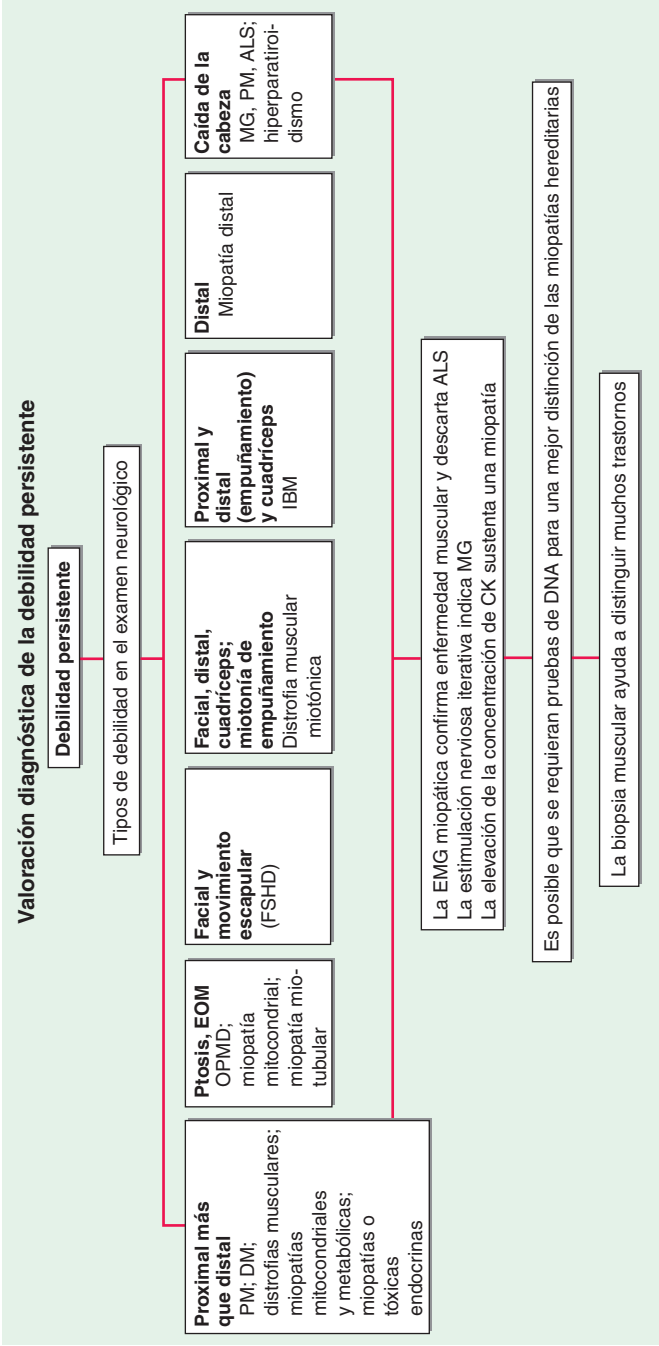 Valoración diagnóstica de la debilidad persistente
Debilidad persistente
Tipos de debilidad en el examen neurológico
Proximal más
que distal
PM; DM;
distrofias musculares;
miopatías
mitocondriales
y metabólicas;
miopatías o
tóxicas
endocrinas
Ptosis, EOM
OPMD;
miopatía
mitocondrial;
miopatía mio-
tubular
Facial y
movimiento
escapular
(FSHD)
Facial, distal,
cuadríceps;
miotonía de
empuñamiento
Distrofia muscular
miotónica
Proximal y
distal
(empuñamiento)
y cuadríceps
IBM
Distal
Miopatía distal
Caída de la
cabeza
MG, PM, ALS;
hiperparatiroi-
dismo
La EMG miopática confirma enfermedad muscular y descarta ALS
La estimulación nerviosa iterativa indica MG
La elevación de la concentración de CK sustenta una miopatía
Es posible que se requieran pruebas de DNA para una mejor distinción de las miopatías hereditarias
La biopsia muscular ayuda a distinguir muchos trastornos